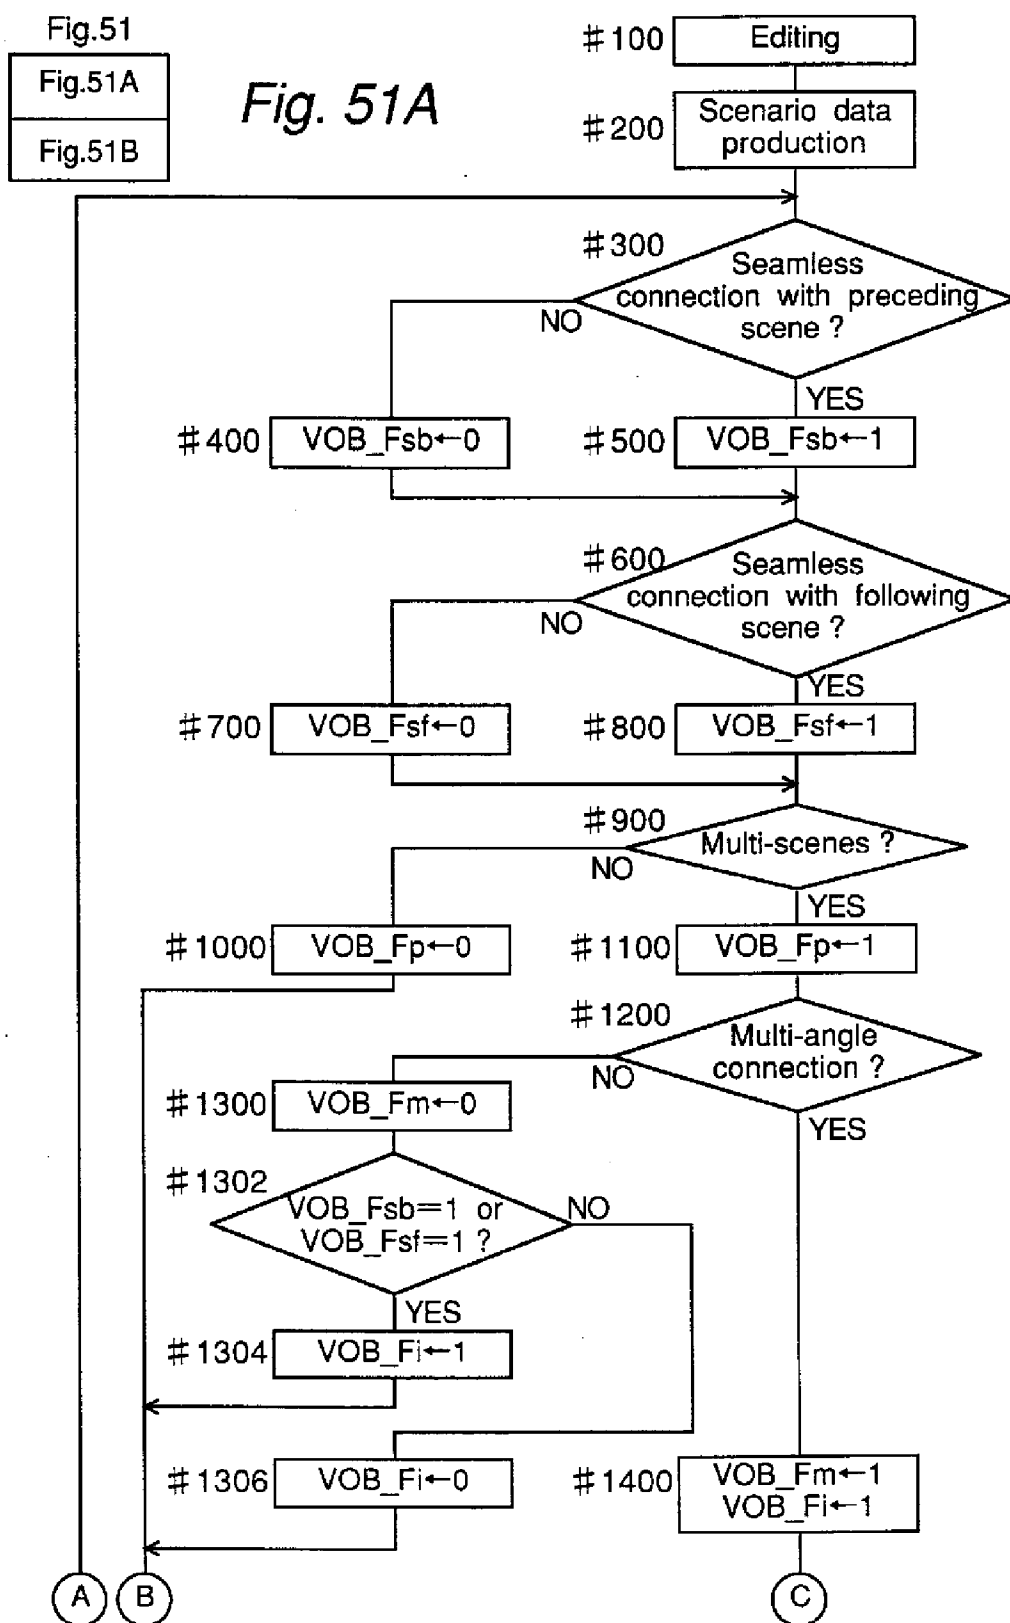 Fig.51
Fig.51A
Fig.51B
Fig. 51A
#100
Editing
#200
Scenario data
production
#300
Seamless
connection with preceding
scene ?
NO
YES
#400
VOB_Fsb←0
#500
VOB_Fsb←1
#600
Seamless
connection with following
scene ?
NO
YES
#700
VOB_Fsf←0
#800
VOB_Fsf←1
#900
Multi-scenes ?
NO
YES
#1000
VOB_Fp←0
#1100
VOB_Fp←1
#1200
Multi-angle
connection ?
NO
YES
#1300
VOB_Fm←0
#1302
VOB_Fsb=1 or
VOB_Fsf=1 ?
NO
YES
#1304
VOB_Fi←1
#1306
VOB_Fi←0
#1400
VOB_Fm←1
VOB_Fi←1
A
B
C